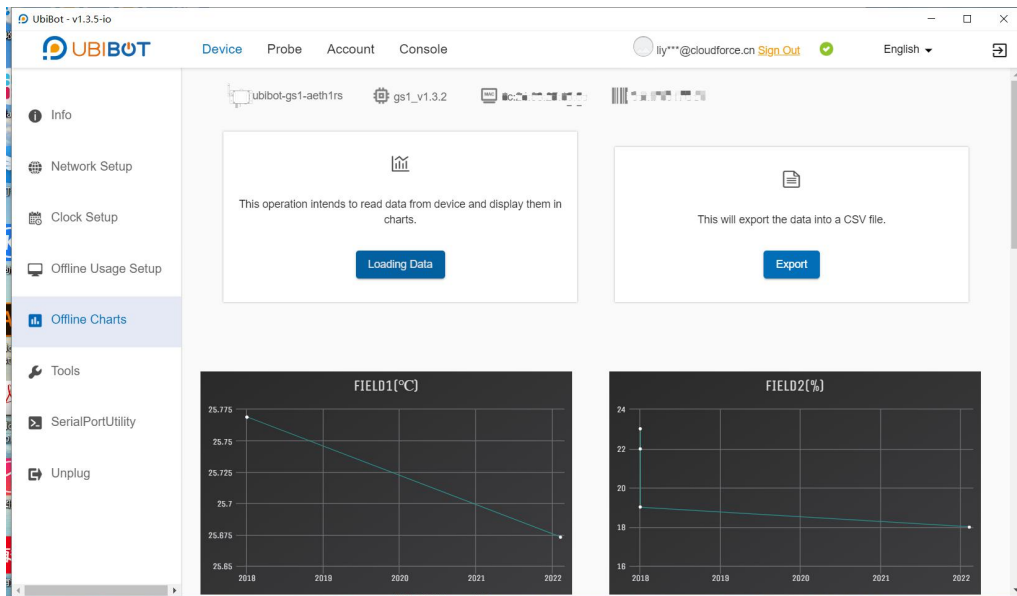 UbiBot - v1.3.5-io
UBIBOT
Device Probe Account Console
liy***@cloudforce.cn Sign Out
English
ubibot-gs1-aeth1rs
gs1_v1.3.2
MAC
Info
Network Setup
Clock Setup
Offline Usage Setup
Offline Charts
Tools
SerialPortUtility
Unplug
This operation intends to read data from device and display them in
charts.
Loading Data
This will export the data into a CSV file.
Export
FIELD1(℃)
25.775
25.75
25.725
25.7
25.675
25.65
2018 2019 2020 2021 2022
FIELD2(%)
24
22
20
18
16
2018 2019 2020 2021 2022